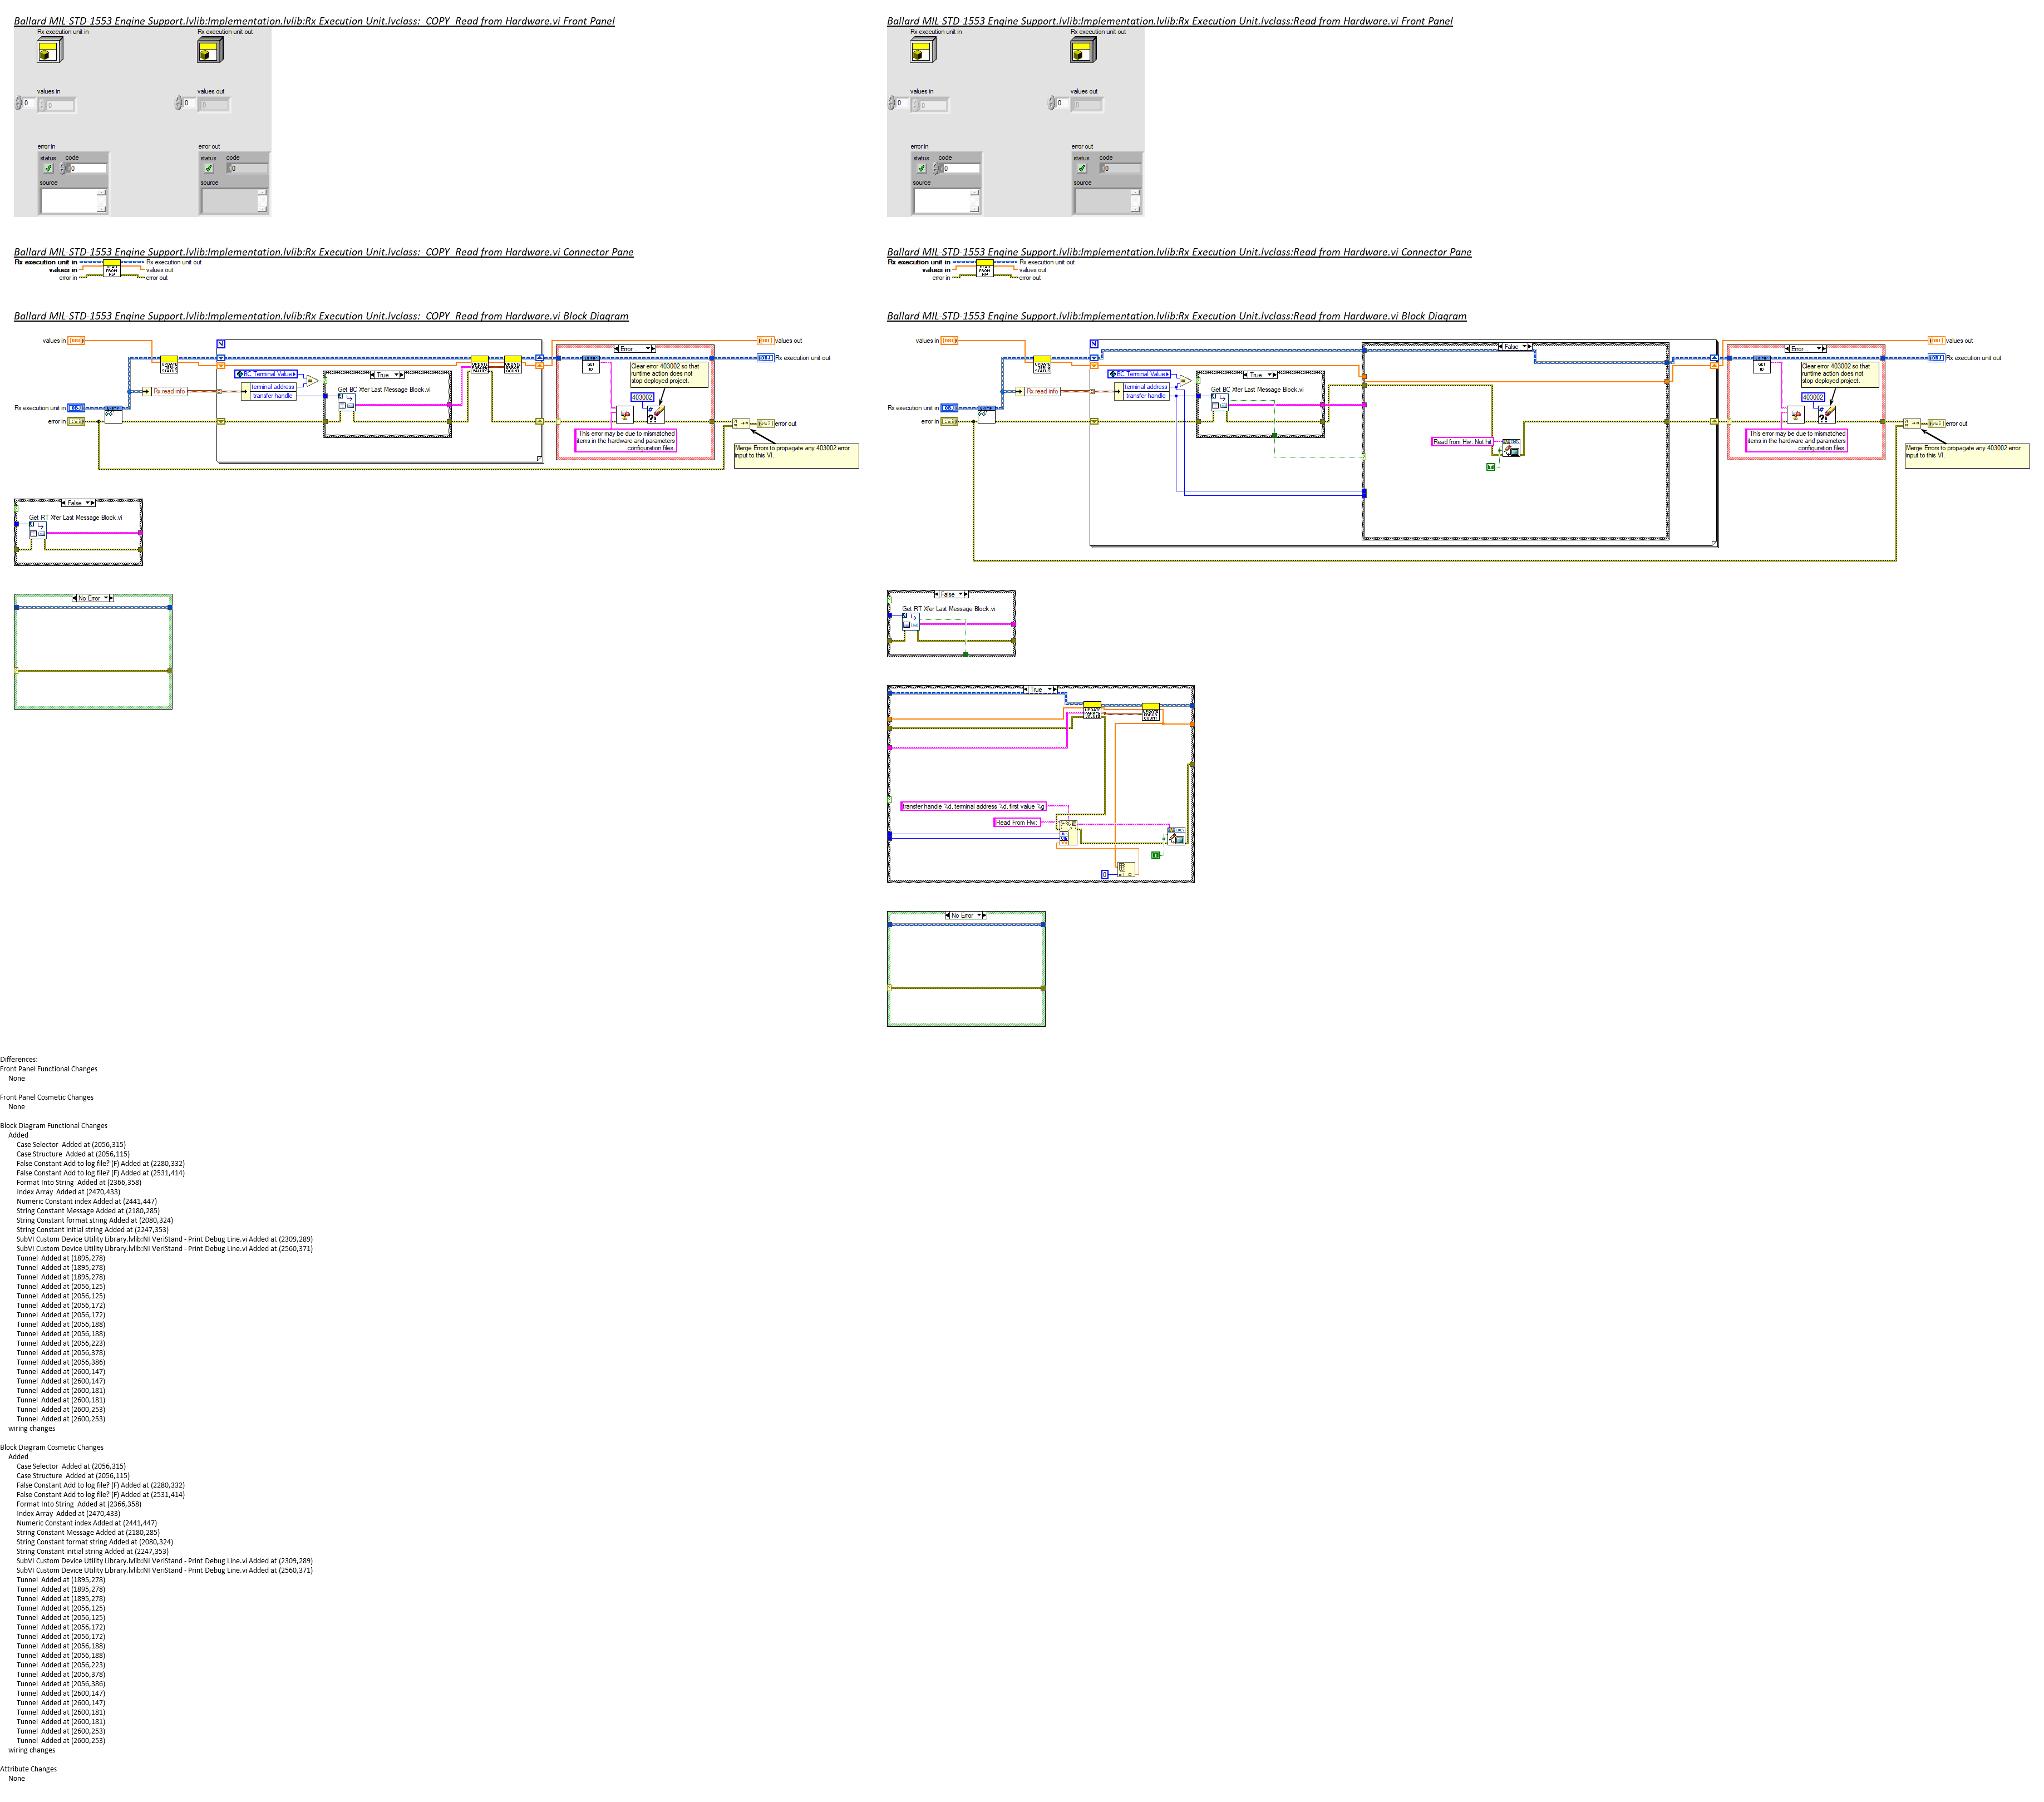 Ballard MIL-STD-1553 Engine Support.lvlib:Implementation.lvlib:Rx Execution Unit.lvclass:_COPY_Read from Hardware.vi Front Panel
Rx execution unit in
Rx execution unit out
values in
values out
0
0
0
0
error in
error out
status code
status code
0
0
source
source
Ballard MIL-STD-1553 Engine Support.lvlib:Implementation.lvlib:Rx Execution Unit.lvclass:_COPY_Read from Hardware.vi Connector Pane
Rx execution unit in
Rx execution unit out
values in
values out
error in
error out
Ballard MIL-STD-1553 Engine Support.lvlib:Implementation.lvlib:Rx Execution Unit.lvclass:_COPY_Read from Hardware.vi Block Diagram
values in
values out
Rx execution unit out
Error
Clear error 403002 so that
runtime action does not
stop deployed project.
BC Terminal Value
True
Rx read info
terminal address
transfer handle
Get BC Xfer Last Message Block.vi
403002
Rx execution unit in
error in
error out
This error may be due to mismatched
items in the hardware and parameters
configuration files.
Merge Errors to propagate any 403002 error
input to this VI.
False
Get RT Xfer Last Message Block.vi
No Error
Ballard MIL-STD-1553 Engine Support.lvlib:Implementation.lvlib:Rx Execution Unit.lvclass:Read from Hardware.vi Front Panel
Rx execution unit in
Rx execution unit out
values in
values out
0
0
0
0
error in
error out
status code
status code
0
0
source
source
Ballard MIL-STD-1553 Engine Support.lvlib:Implementation.lvlib:Rx Execution Unit.lvclass:Read from Hardware.vi Connector Pane
Rx execution unit in
Rx execution unit out
values in
values out
error in
error out
Ballard MIL-STD-1553 Engine Support.lvlib:Implementation.lvlib:Rx Execution Unit.lvclass:Read from Hardware.vi Block Diagram
values in
values out
Rx execution unit out
False
Error
Clear error 403002 so that
runtime action does not
stop deployed project.
BC Terminal Value
True
Rx read info
terminal address
transfer handle
Get BC Xfer Last Message Block.vi
403002
Rx execution unit in
error in
error out
Read from Hw: Not hit
This error may be due to mismatched
items in the hardware and parameters
configuration files.
Merge Errors to propagate any 403002 error
input to this VI.
False
Get RT Xfer Last Message Block.vi
True
UPDATE PARAM VALUES
UPDATE ERROR COUNT
transfer handle %d, terminal address %d, first value %g
Read From Hw:
0
No Error
Differences:
Front Panel Functional Changes
None
Front Panel Cosmetic Changes
None
Block Diagram Functional Changes
Added
Case Selector  Added at (2056,315)
Case Structure  Added at (2056,115)
False Constant Add to log file? (F) Added at (2280,332)
False Constant Add to log file? (F) Added at (2531,414)
Format Into String  Added at (2366,358)
Index Array  Added at (2470,433)
Numeric Constant index Added at (2441,447)
String Constant Message Added at (2180,285)
String Constant format string Added at (2080,324)
String Constant initial string Added at (2247,353)
SubVI Custom Device Utility Library.lvlib:NI VeriStand - Print Debug Line.vi Added at (2309,289)
SubVI Custom Device Utility Library.lvlib:NI VeriStand - Print Debug Line.vi Added at (2560,371)
Tunnel  Added at (1895,278)
Tunnel  Added at (1895,278)
Tunnel  Added at (1895,278)
Tunnel  Added at (2056,125)
Tunnel  Added at (2056,125)
Tunnel  Added at (2056,172)
Tunnel  Added at (2056,172)
Tunnel  Added at (2056,188)
Tunnel  Added at (2056,188)
Tunnel  Added at (2056,223)
Tunnel  Added at (2056,378)
Tunnel  Added at (2056,386)
Tunnel  Added at (2600,147)
Tunnel  Added at (2600,147)
Tunnel  Added at (2600,181)
Tunnel  Added at (2600,181)
Tunnel  Added at (2600,253)
Tunnel  Added at (2600,253)
wiring changes
Block Diagram Cosmetic Changes
Added
Case Selector  Added at (2056,315)
Case Structure  Added at (2056,115)
False Constant Add to log file? (F) Added at (2280,332)
False Constant Add to log file? (F) Added at (2531,414)
Format Into String  Added at (2366,358)
Index Array  Added at (2470,433)
Numeric Constant index Added at (2441,447)
String Constant Message Added at (2180,285)
String Constant format string Added at (2080,324)
String Constant initial string Added at (2247,353)
SubVI Custom Device Utility Library.lvlib:NI VeriStand - Print Debug Line.vi Added at (2309,289)
SubVI Custom Device Utility Library.lvlib:NI VeriStand - Print Debug Line.vi Added at (2560,371)
Tunnel  Added at (1895,278)
Tunnel  Added at (1895,278)
Tunnel  Added at (1895,278)
Tunnel  Added at (2056,125)
Tunnel  Added at (2056,125)
Tunnel  Added at (2056,172)
Tunnel  Added at (2056,172)
Tunnel  Added at (2056,188)
Tunnel  Added at (2056,188)
Tunnel  Added at (2056,223)
Tunnel  Added at (2056,378)
Tunnel  Added at (2056,386)
Tunnel  Added at (2600,147)
Tunnel  Added at (2600,147)
Tunnel  Added at (2600,181)
Tunnel  Added at (2600,181)
Tunnel  Added at (2600,253)
Tunnel  Added at (2600,253)
wiring changes
Attribute Changes
None